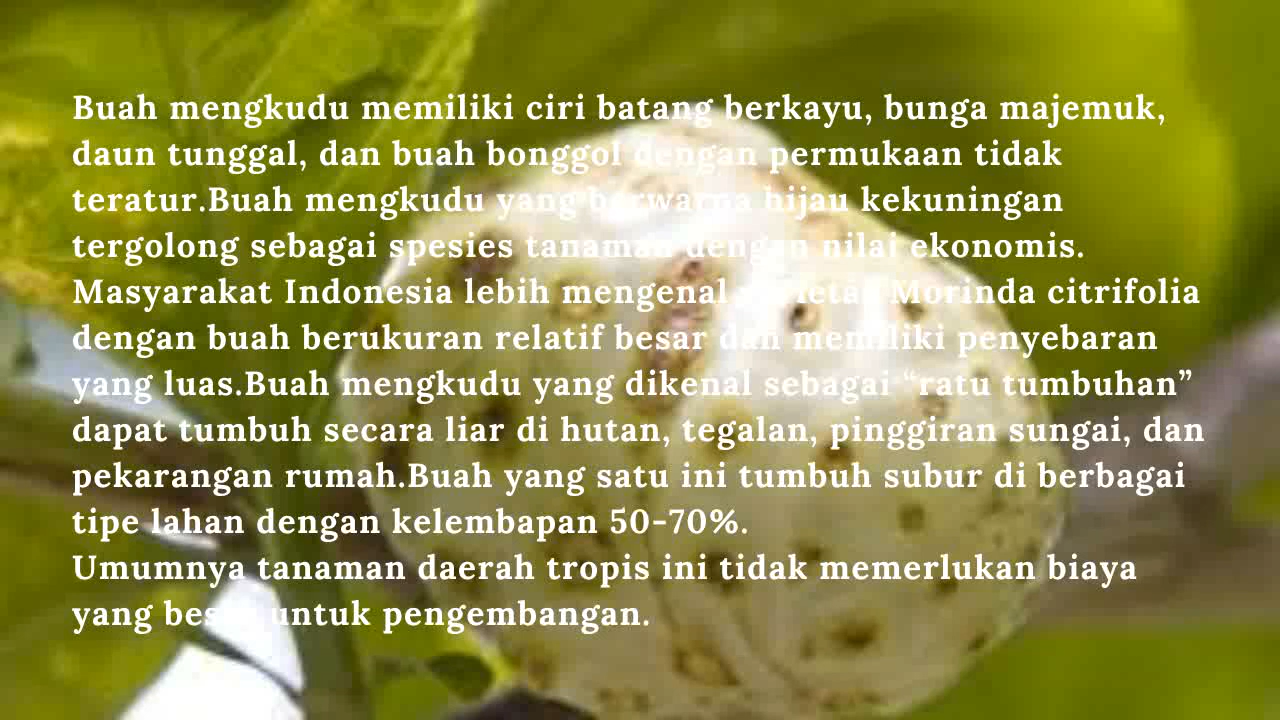 Buah mengkudu memiliki ciri batang berkayu, bunga majemuk,
daun tunggal, dan buah bonggol dengan permukaan tidak
teratur.Buah mengkudu yang berwarna hijau kekuningan
tergolong sebagai spesies tanaman dengan nilai ekonomis.
Masyarakat Indonesia lebih mengenal varietas Morinda citrifolia
dengan buah berukuran relatif besar dan memiliki penyebaran
yang luas.Buah mengkudu yang dikenal sebagai “ratu tumbuhan”
dapat tumbuh secara liar di hutan, tegalan, pinggiran sungai, dan
pekarangan rumah.Buah yang satu ini tumbuh subur di berbagai
tipe lahan dengan kelembapan 50-70%.
Umumnya tanaman daerah tropis ini tidak memerlukan biaya
yang besar untuk pengembangan.